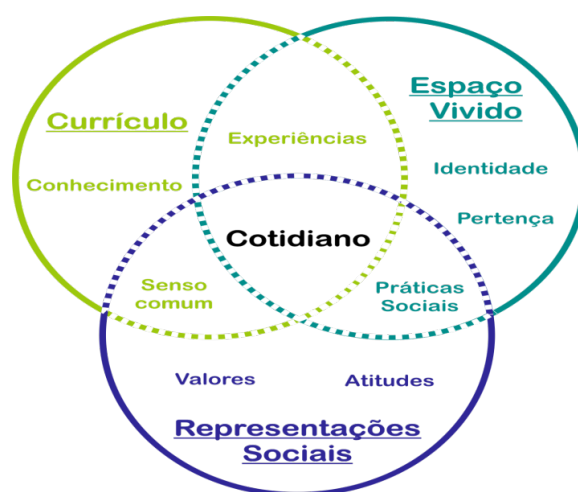 Currículo
Espaço
Vivido
Experiências
Identidade
Conhecimento
Pertença
Cotidiano
Senso
comum
Práticas
Sociais
Valores
Atitudes
Representações
Sociais